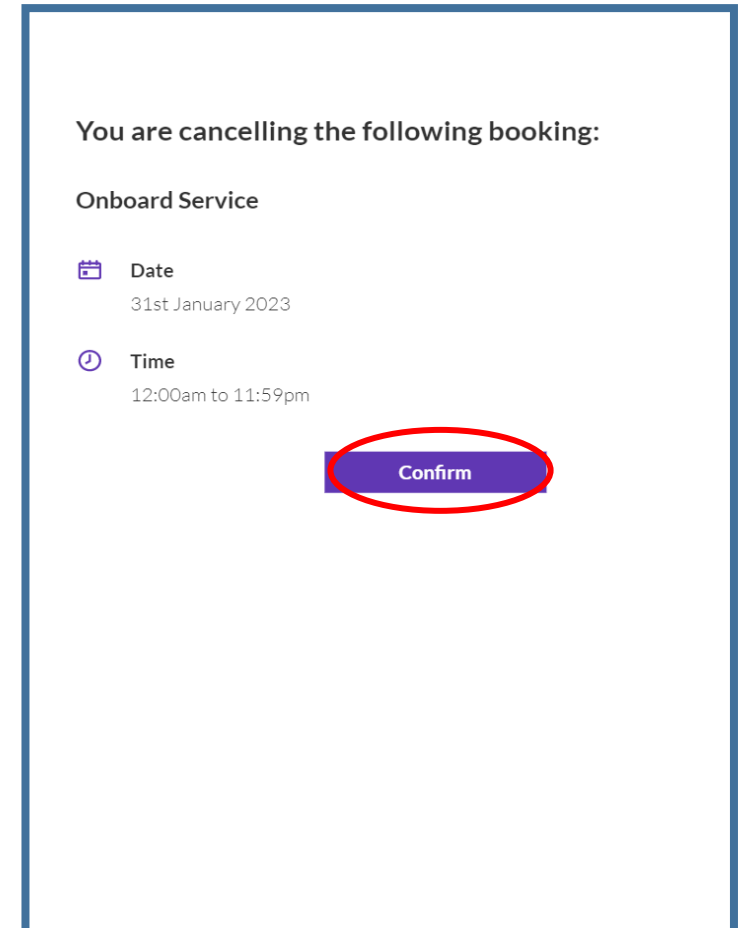 You are cancelling the following booking:
Onboard Service
Date
31st January 2023
Time
12:00am to 11:59pm
Confirm